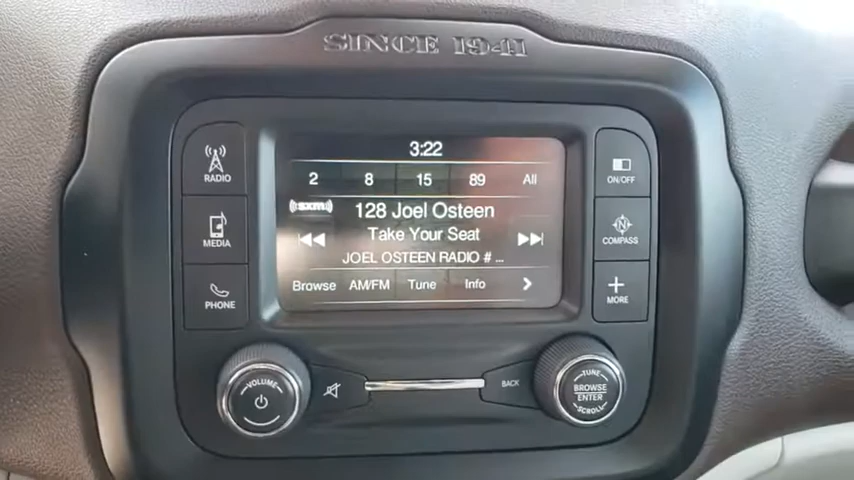 SINCE 1941
3:22
2 8 15 89 All
((SXM))
128 Joel Osteen
Take Your Seat
JOEL OSTEEN RADIO # ...
Browse AM/FM Tune Info
RADIO
MEDIA
PHONE
ON/OFF
N
COMPASS
MORE
VOLUME
BACK
TUNE
BROWSE
ENTER
SCROLL